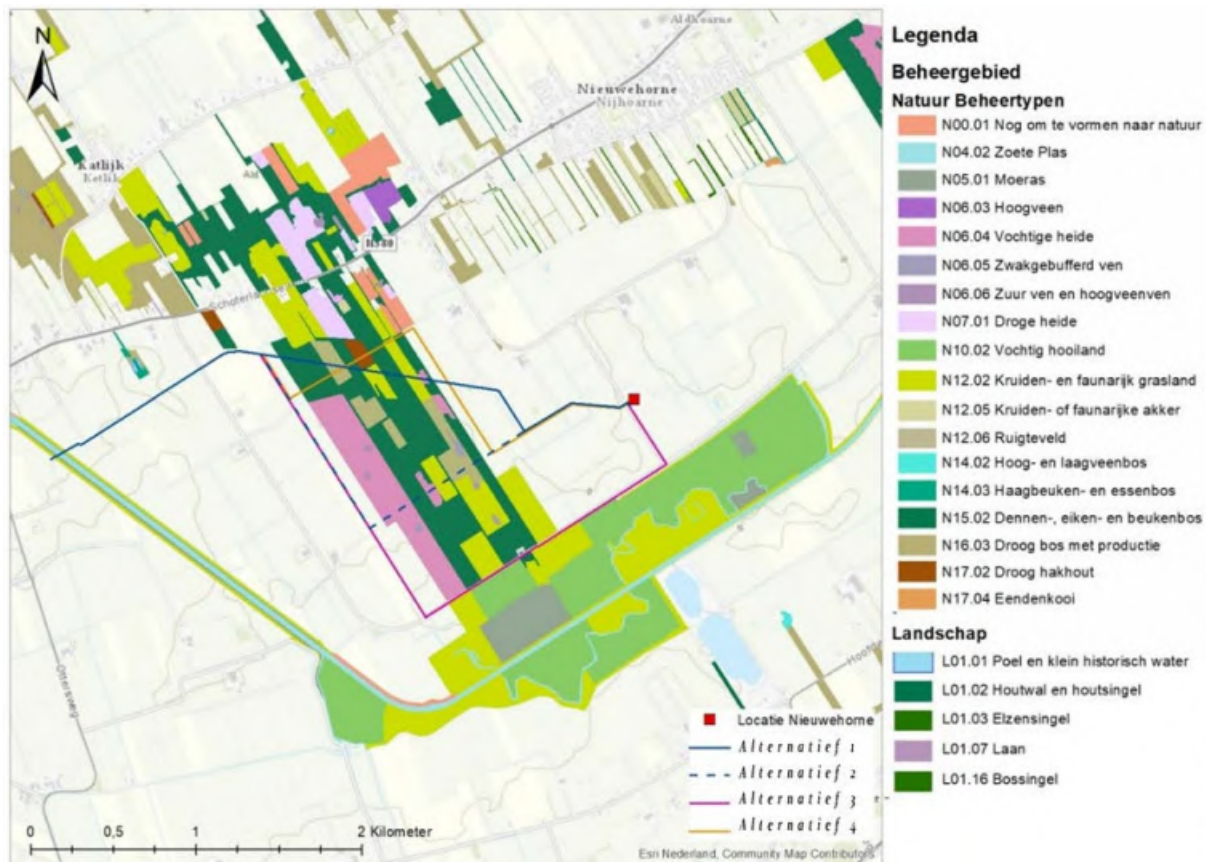 N
Aldhoarne
Nieuwehorne
Nijhoarne
Katlijk
Ketlik
N380
Ottersweg
0 0,5 1 2 Kilometer
Locatie Nieuwehorne
Alternatief 1
Alternatief 2
Alternatief 3
Alternatief 4
Esri Nederland, Community Map Contributors
Legenda
Beheergebied
Natuur Beheertypen
N00.01 Nog om te vormen naar natuur
N04.02 Zoete Plas
N05.01 Moeras
N06.03 Hoogveen
N06.04 Vochtige heide
N06.05 Zwakgebufferd ven
N06.06 Zuur ven en hoogveenven
N07.01 Droge heide
N10.02 Vochtig hooiland
N12.02 Kruiden- en faunarijk grasland
N12.05 Kruiden- of faunarijke akker
N12.06 Ruigteveld
N14.02 Hoog- en laagveenbos
N14.03 Haagbeuken- en essenbos
N15.02 Dennen-, eiken- en beukenbos
N16.03 Droog bos met productie
N17.02 Droog hakhout
N17.04 Eendenkooi
Landschap
L01.01 Poel en klein historisch water
L01.02 Houtwal en houtsingel
L01.03 Elzensingel
L01.07 Laan
L01.16 Bossingel